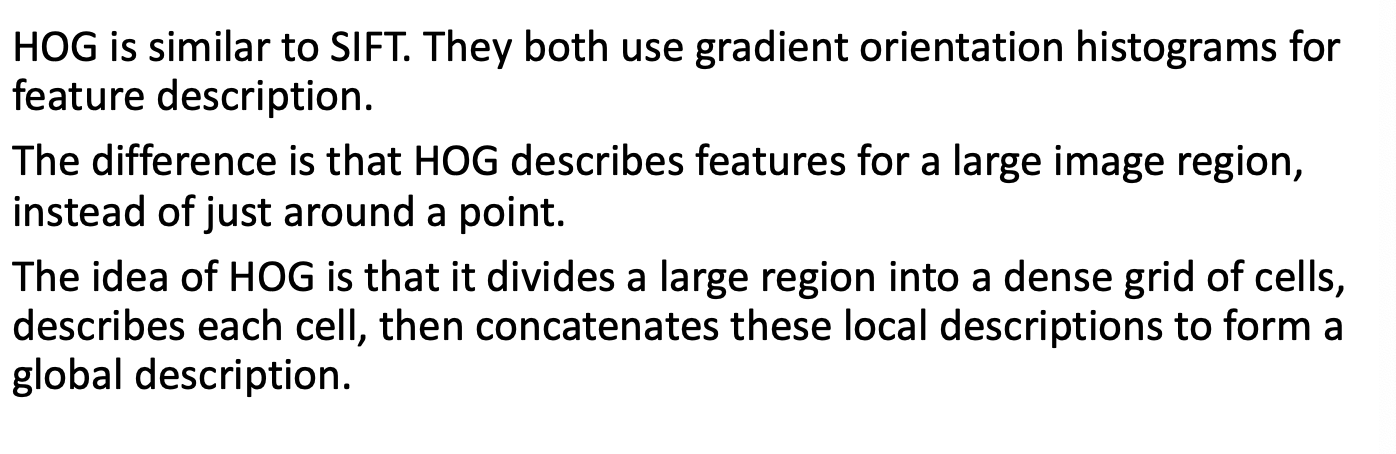 HOG is similar to SIFT. They both use gradient orientation histograms for
feature description.
The difference is that HOG describes features for a large image region,
instead of just around a point.
The idea of HOG is that it divides a large region into a dense grid of cells,
describes each cell, then concatenates these local descriptions to form a
global description.